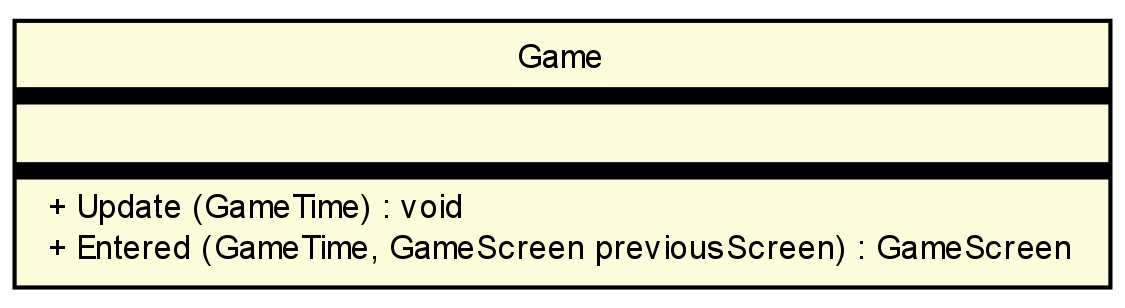 Game
+ Update (GameTime) : void
+ Entered (GameTime, GameScreen previousScreen) : GameScreen